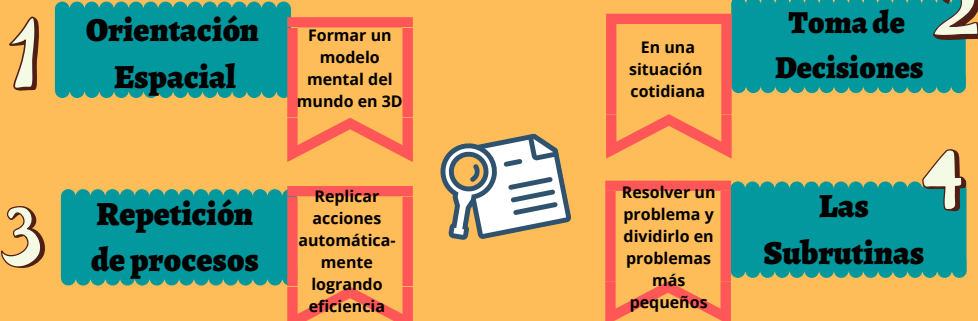 1
Orientación
Espacial
Formar un
modelo
mental del
mundo en 3D
2
Toma de
Decisiones
En una
situación
cotidiana
3
Repetición
de procesos
Replicar
acciones
automática-
mente
logrando
eficiencia
4
Las
Subrutinas
Resolver un
problema y
dividirlo en
problemas
más
pequeños